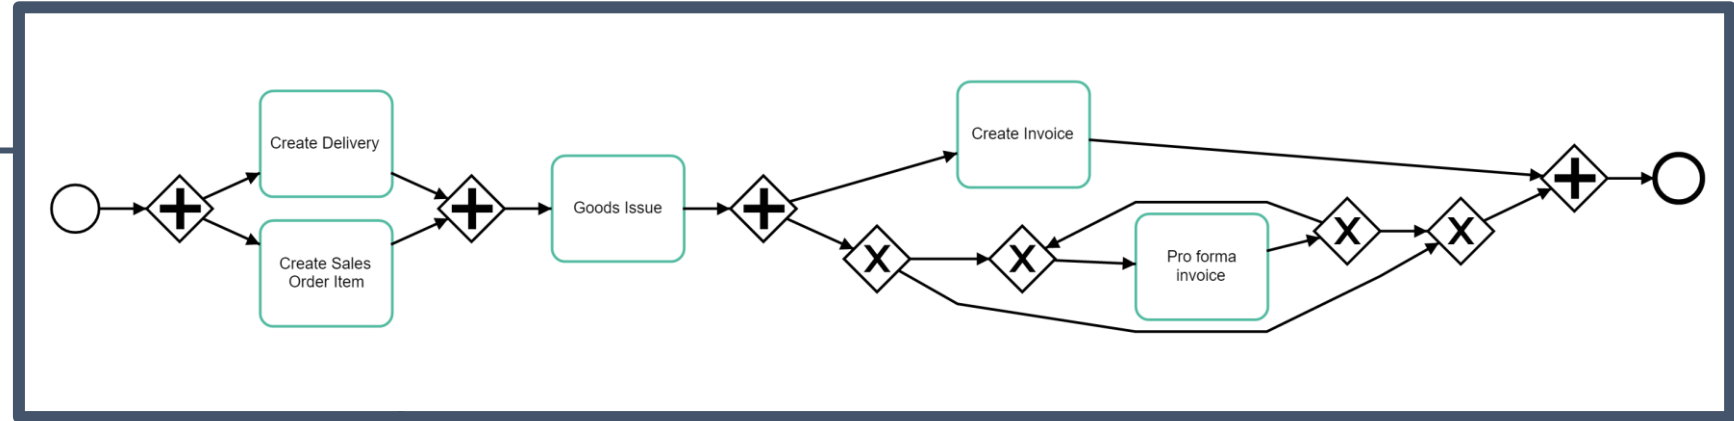 Create Delivery
Create Sales
Order Item
Goods Issue
Create Invoice
X
X
Pro forma
invoice
X
X